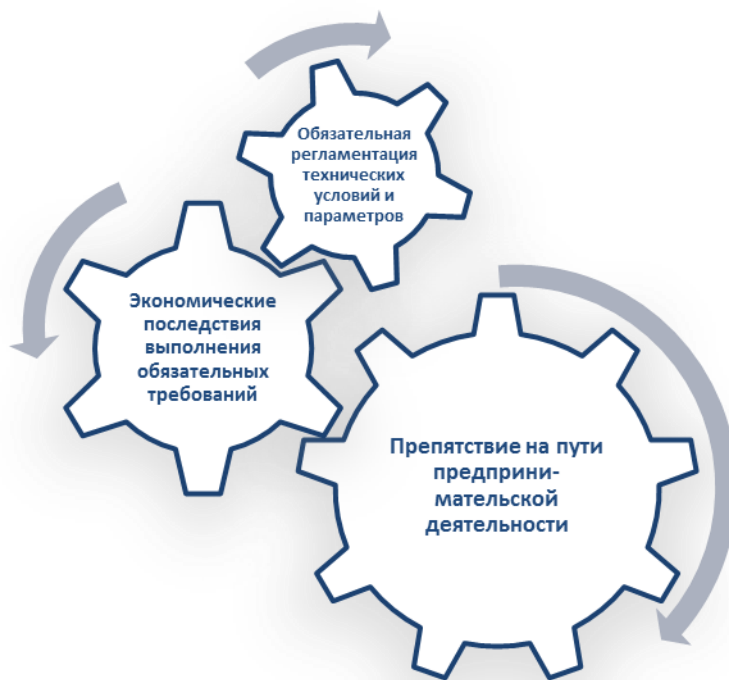 Обязательная
регламентация
технических
условий и
параметров
Экономические
последствия
выполнения
обязательных
требований
Препятствие на пути
предприни-
мательской
деятельности